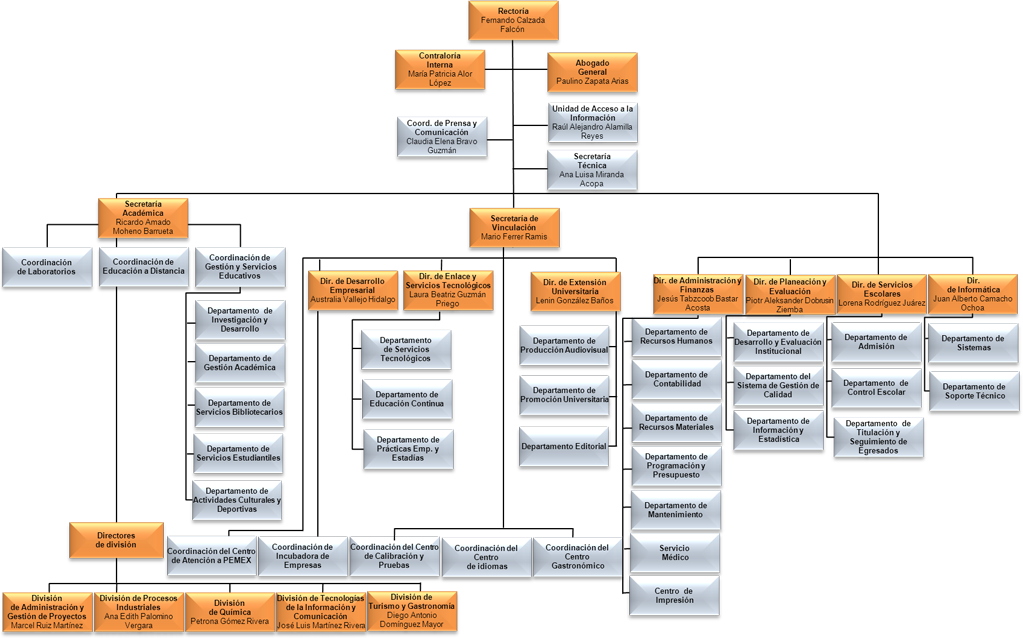 Rectoría
Fernando Calzada
Falcón
Contraloría
Interna
María Patricia Alor
López
Abogado
General
Paulino Zapata Arias
Coord. de Prensa y
Comunicación
Claudia Elena Bravo
Guzmán
Unidad de Acceso a la
Información
Raúl Alejandro Alamilla
Reyes
Secretaría
Técnica
Ana Luisa Miranda
Acopa
Secretaría
Académica
Ricardo Amado
Moheno Barrueta
Secretaria de
Vinculación
Mario Ferrer Ramis
Coordinación
de Laboratorios
Coordinación de
Educación a Distancia
Coordinación de
Gestión y Servicios
Educativos
Departamento de
Investigación y
Desarrollo
Departamento de
Gestión Académica
Departamento de
Servicios Bibliotecarios
Departamento de
Servicios Estudiantiles
Departamento de
Actividades Culturales y
Deportivas
Dir. de Desarrollo
Empresarial
Australia Vallejo Hidalgo
Dir. de Enlace y
Servicios Tecnológicos
Laura Beatriz Guzmán
Priego
Departamento
de Servicios
Tecnológicos
Departamento de
Educación Continua
Departamento de
Prácticas Emp. y
Estadías
Dir. de Extensión
Universitaria
Lenin González Baños
Departamento de
Producción Audiovisual
Departamento de
Promoción Universitaria
Departamento Editorial
Dir. de Administración y
Finanzas
Jesús Tabzcoob Bastar
Acosta
Departamento de
Recursos Humanos
Departamento de
Contabilidad
Departamento de
Recursos Materiales
Departamento de
Programación y
Presupuesto
Departamento de
Mantenimiento
Servicio
Médico
Centro de
Impresión
Dir. de Planeación y
Evaluación
Piotr Aleksander Dobrusin
Ziemba
Departamento de
Desarrollo y Evaluación
Institucional
Departamento del
Sistema de Gestión de
Calidad
Departamento de
Información y
Estadística
Dir. de Servicios
Escolares
Lorena Rodríguez Juárez
Departamento de
Admisión
Departamento de
Control Escolar
Departamento de
Titulación y
Seguimiento de
Egresados
Dir.
de Informática
Juan Alberto Camacho
Ochoa
Departamento de
Sistemas
Departamento de
Soporte Técnico
Directores
de división
Coordinación del Centro
de Atención a PEMEX
Coordinación de
Incubadora de
Empresas
Coordinación del Centro
de Calibración y
Pruebas
Coordinación del
Centro
de idiomas
Coordinación del
Centro
Gastronómico
División
de Administración y
Gestión de Proyectos
Marcel Ruiz Martínez
División de Procesos
Industriales
Ana Edith Palomino
Vergara
División
de Química
Petrona Gómez Rivera
División de Tecnologías
de la Información y
Comunicación
José Luis Martínez Rivera
División de
Turismo y Gastronomía
Diego Antonio
Domínguez Mayor